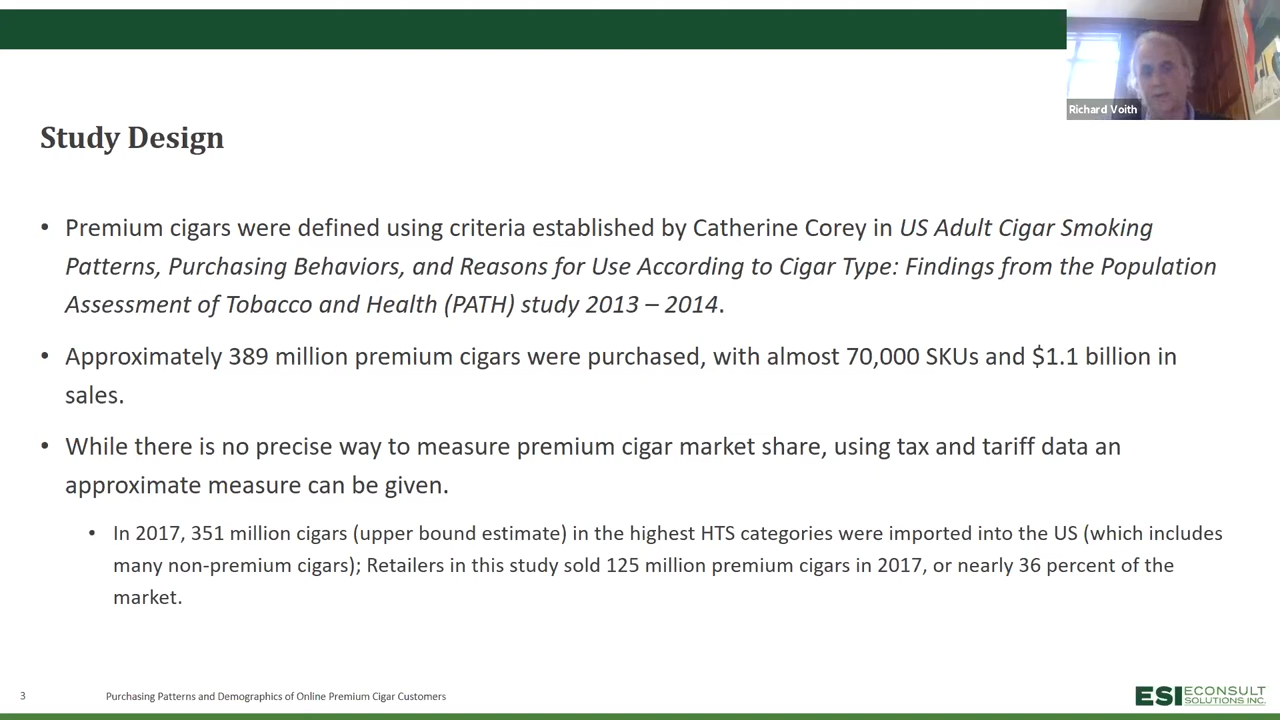 Richard Voith
Study Design
• Premium cigars were defined using criteria established by Catherine Corey in US Adult Cigar Smoking
Patterns, Purchasing Behaviors, and Reasons for Use According to Cigar Type: Findings from the Population
Assessment of Tobacco and Health (PATH) study 2013 – 2014.
• Approximately 389 million premium cigars were purchased, with almost 70,000 SKUs and $1.1 billion in
sales.
• While there is no precise way to measure premium cigar market share, using tax and tariff data an
approximate measure can be given.
• In 2017, 351 million cigars (upper bound estimate) in the highest HTS categories were imported into the US (which includes
many non-premium cigars); Retailers in this study sold 125 million premium cigars in 2017, or nearly 36 percent of the
market.
3
Purchasing Patterns and Demographics of Online Premium Cigar Customers
ESI ECONSULT
SOLUTIONS INC.